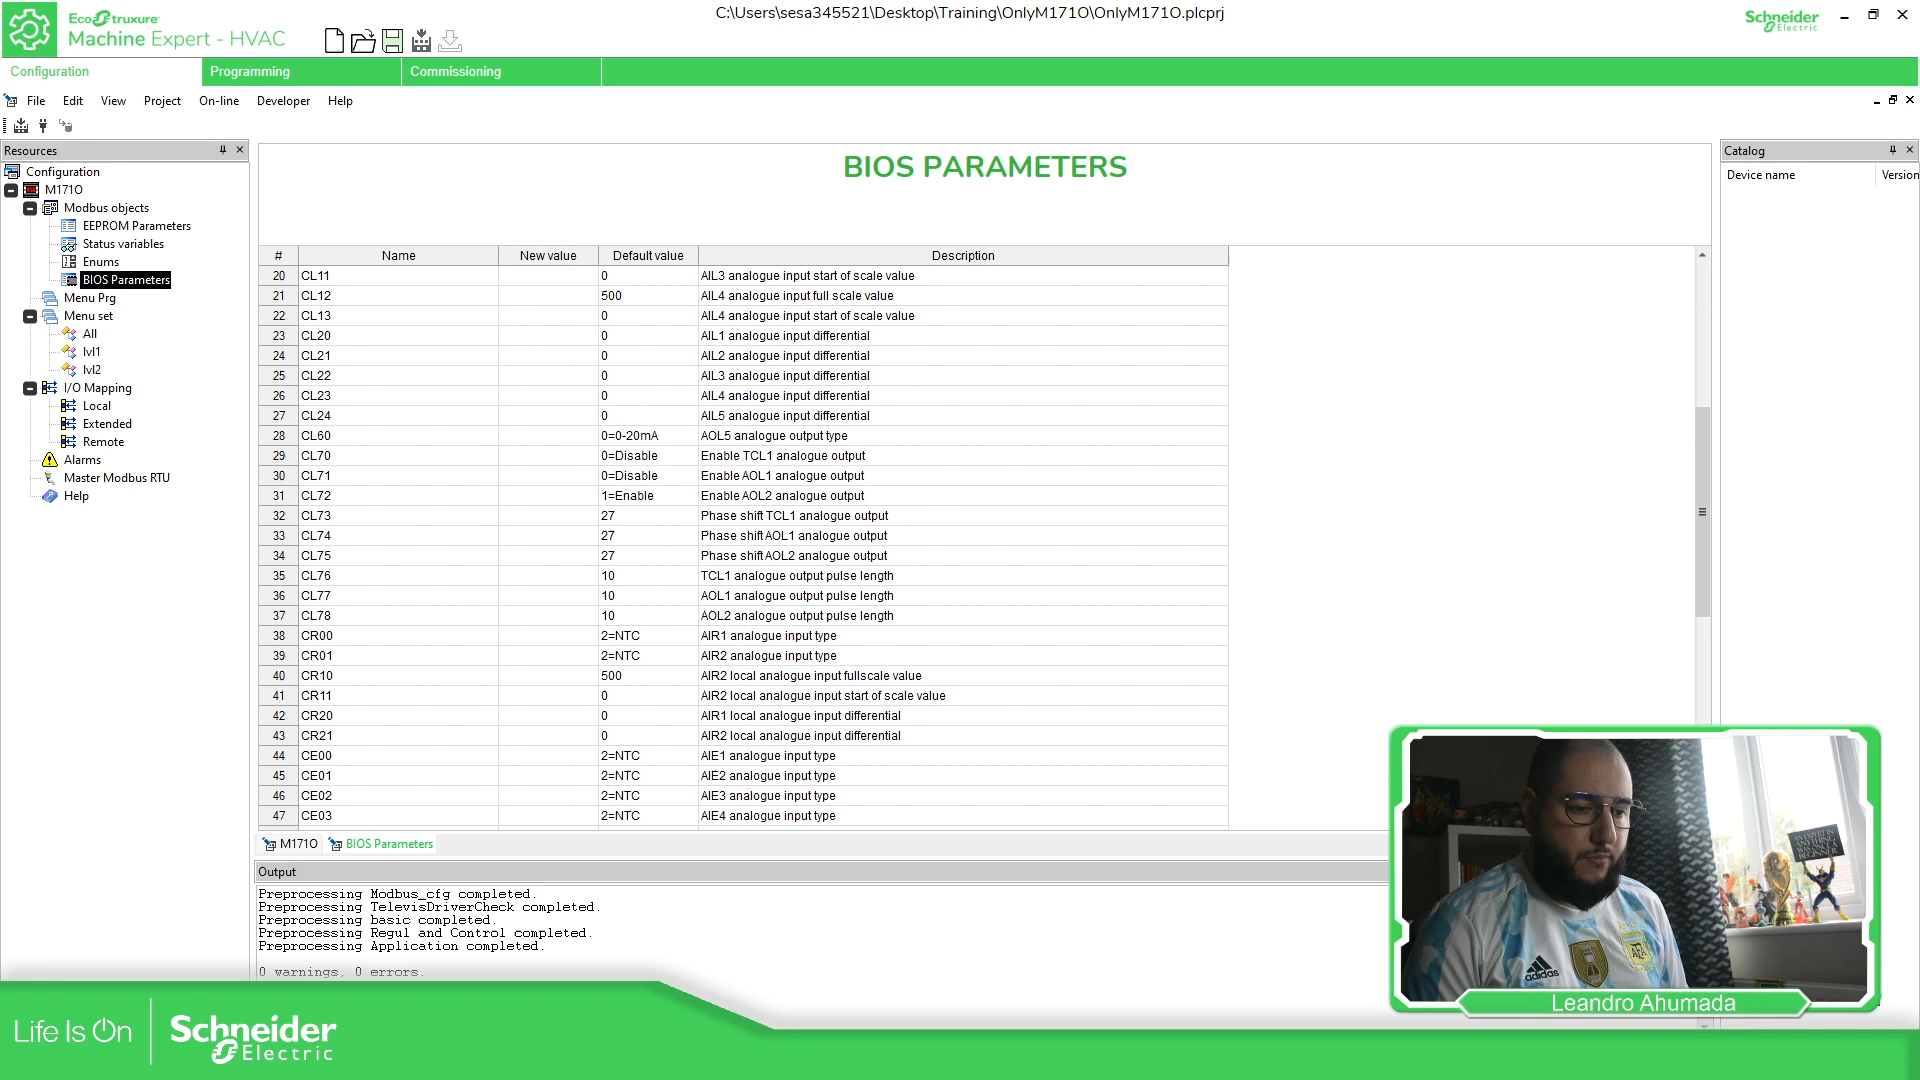 C:\Users\sesa345521\Desktop\Training\OnlyM171O\OnlyM171O.plcprj
EcoStruxure
Machine Expert - HVAC
Schneider Electric
Configuration Programming Commissioning
File Edit View Project On-line Developer Help
Resources
Configuration
M171O
Modbus objects
EEPROM Parameters
Status variables
Enums
BIOS Parameters
Menu Prg
Menu set
All
lvl1
lvl2
I/O Mapping
Local
Extended
Remote
Alarms
Master Modbus RTU
Help
BIOS PARAMETERS
# Name New value Default value Description
20 CL11 0 AIL3 analogue input start of scale value
21 CL12 500 AIL4 analogue input full scale value
22 CL13 0 AIL4 analogue input start of scale value
23 CL20 0 AIL1 analogue input differential
24 CL21 0 AIL2 analogue input differential
25 CL22 0 AIL3 analogue input differential
26 CL23 0 AIL4 analogue input differential
27 CL24 0 AIL5 analogue input differential
28 CL60 0=0-20mA AOL5 analogue output type
29 CL70 0=Disable Enable TCL1 analogue output
30 CL71 0=Disable Enable AOL1 analogue output
31 CL72 1=Enable Enable AOL2 analogue output
32 CL73 27 Phase shift TCL1 analogue output
33 CL74 27 Phase shift AOL1 analogue output
34 CL75 27 Phase shift AOL2 analogue output
35 CL76 10 TCL1 analogue output pulse length
36 CL77 10 AOL1 analogue output pulse length
37 CL78 10 AOL2 analogue output pulse length
38 CR00 2=NTC AIR1 analogue input type
39 CR01 2=NTC AIR2 analogue input type
40 CR10 500 AIR2 local analogue input fullscale value
41 CR11 0 AIR2 local analogue input start of scale value
42 CR20 0 AIR1 local analogue input differential
43 CR21 0 AIR2 local analogue input differential
44 CE00 2=NTC AIE1 analogue input type
45 CE01 2=NTC AIE2 analogue input type
46 CE02 2=NTC AIE3 analogue input type
47 CE03 2=NTC AIE4 analogue input type
M171O BIOS Parameters
Catalog
Device name Version
Output
Preprocessing Modbus_cfg completed.
Preprocessing TelevisDriverCheck completed.
Preprocessing basic completed.
Preprocessing Regul and Control completed.
Preprocessing Application completed.
0 warnings, 0 errors.
AN EXPERT IN
ANYTHING
WAS ONCE A
BEGINNER
adidas
AFA
Leandro Ahumada
Life Is On
Schneider
Electric